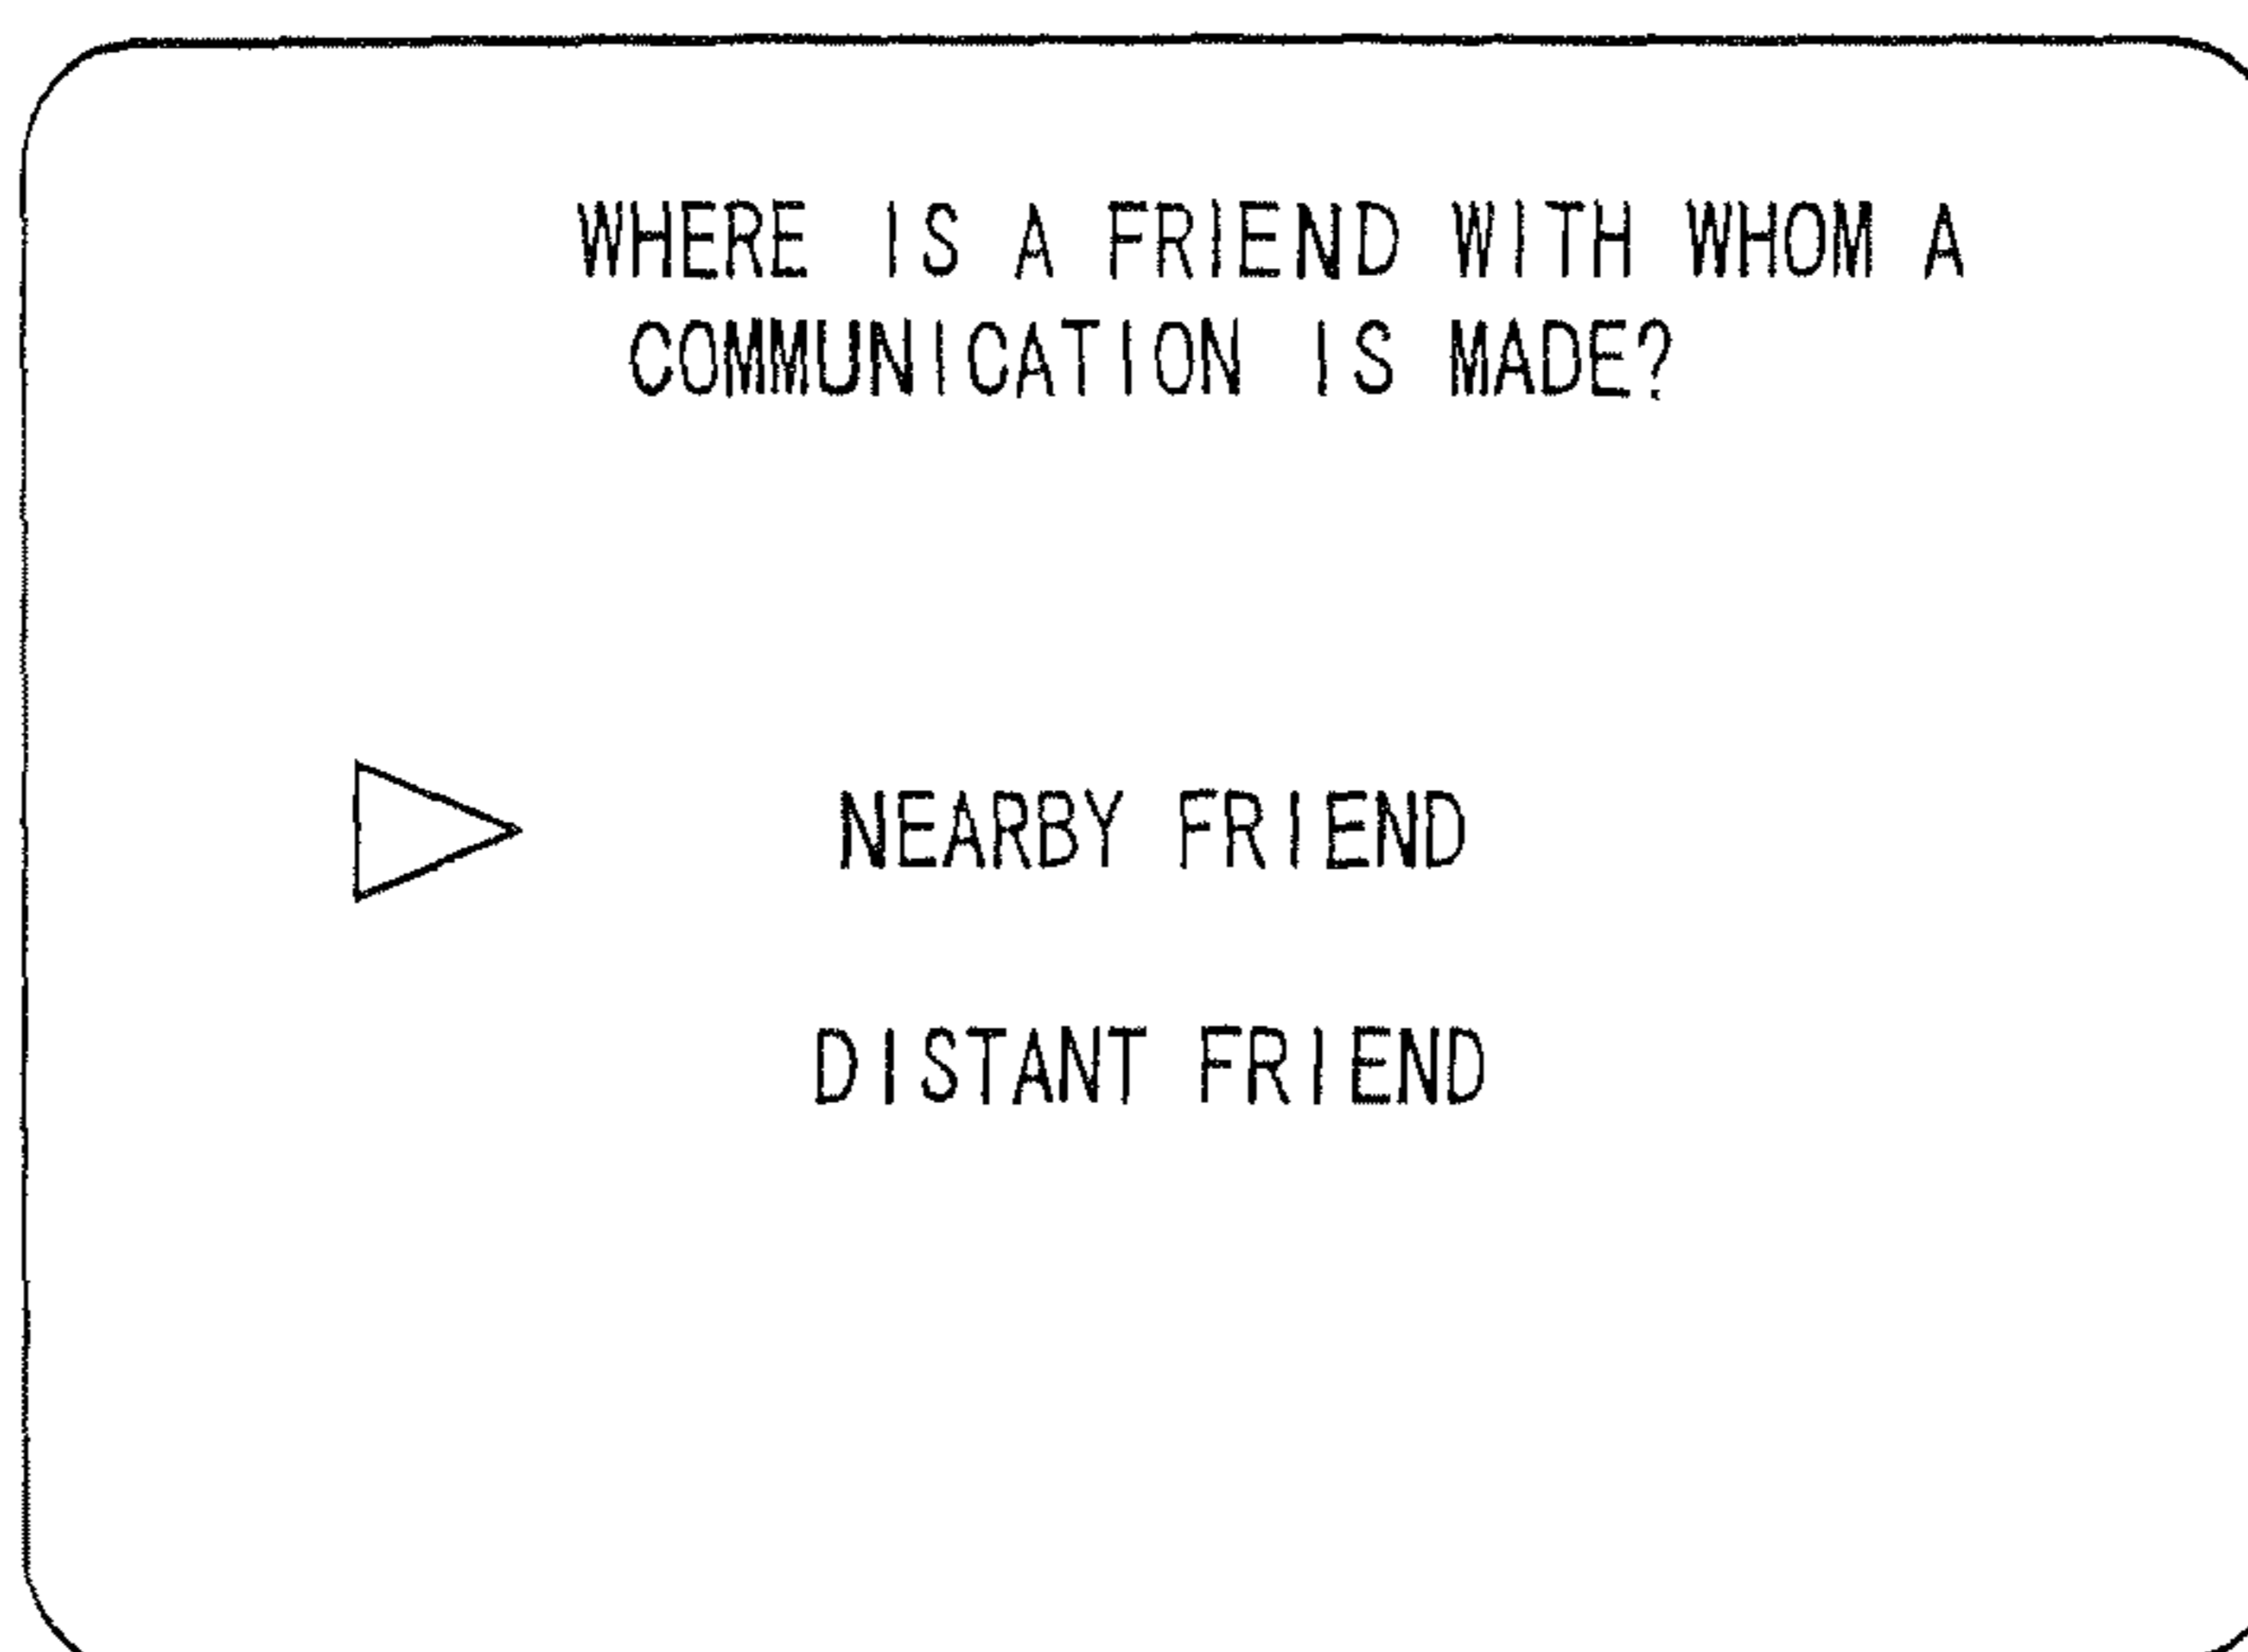 WHERE IS A FRIEND WITH WHOM A
COMMUNICATION IS MADE?
NEARBY FRIEND
DISTANT FRIEND